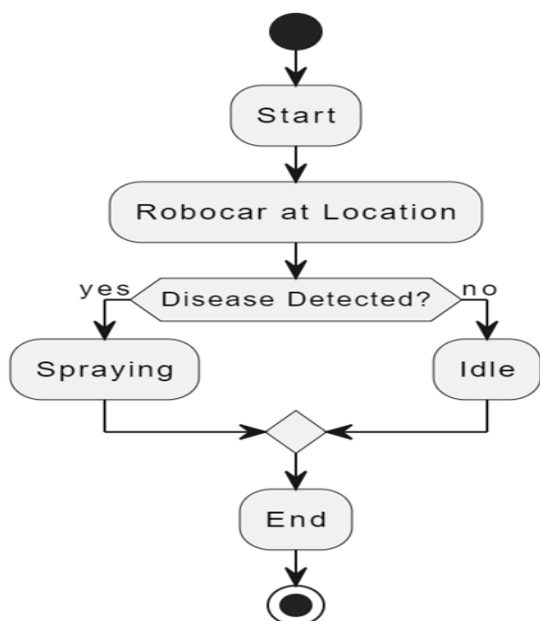 Start
Robocar at Location
yes
Disease Detected?
no
Spraying
Idle
End